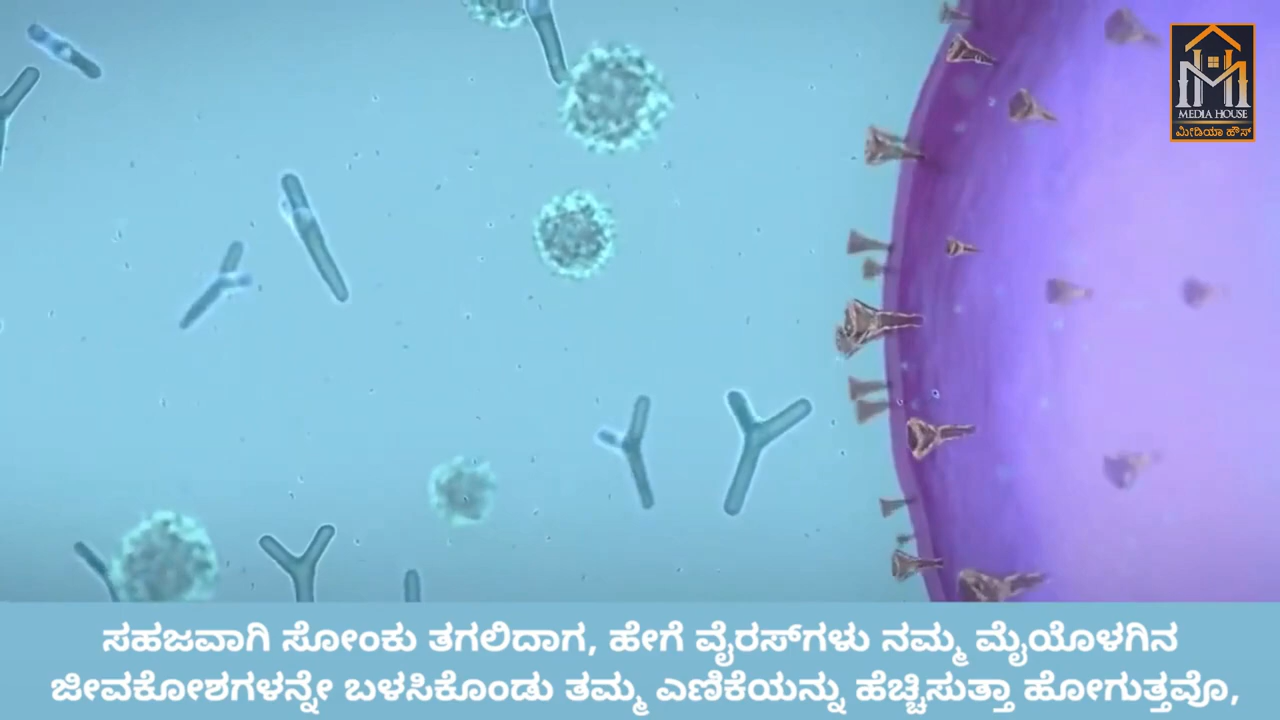 MEDIA HOUSE
ಮೀಡಿಯಾ ಹೌಸ್
ಸಹಜವಾಗಿ ಸೋಂಕು ತಗಲಿದಾಗ, ಹೇಗೆ ವೈರಸ್‌ಗಳು ನಮ್ಮ ಮೈಯೊಳಗಿನ
ಜೀವಕೋಶಗಳನ್ನೇ ಬಳಸಿಕೊಂಡು ತಮ್ಮ ಎಣಿಕೆಯನ್ನು ಹೆಚ್ಚಿಸುತ್ತಾ ಹೋಗುತ್ತವೊ,